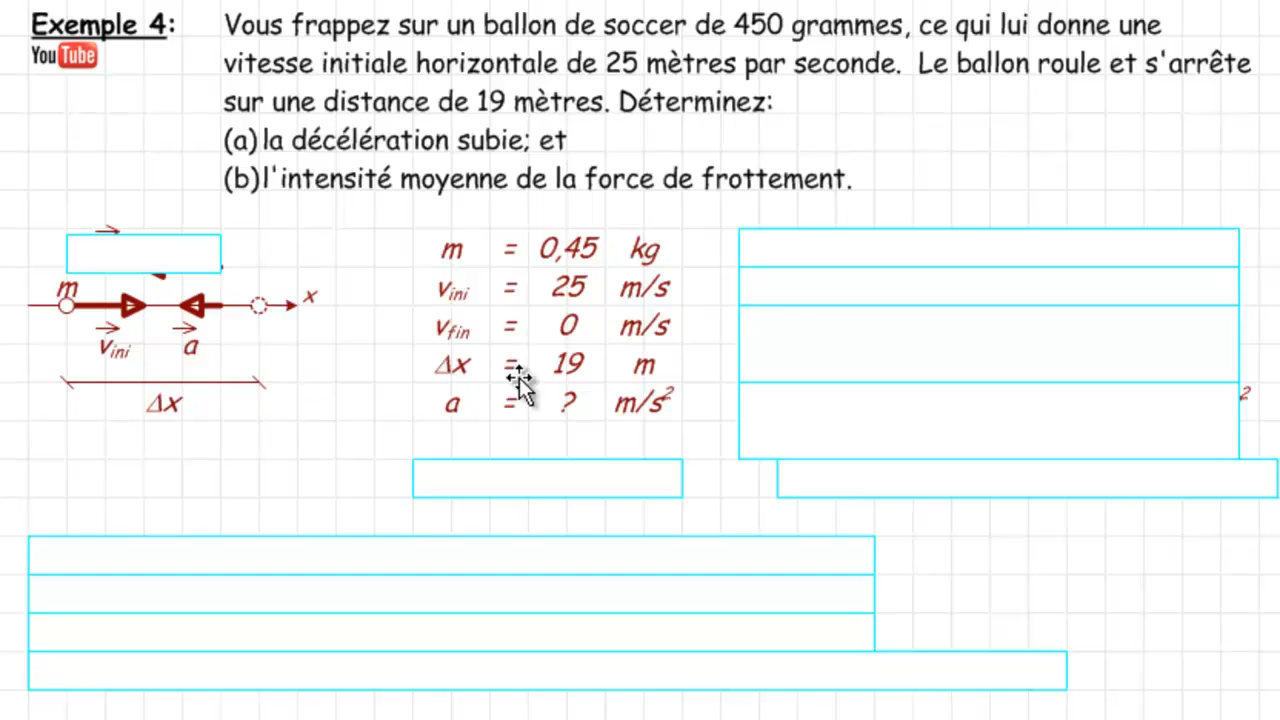 Exemple 4: Vous frappez sur un ballon de soccer de 450 grammes, ce qui lui donne une
YouTube vitesse initiale horizontale de 25 mètres par seconde. Le ballon roule et s'arrête
sur une distance de 19 mètres. Déterminez:
(a) la décélération subie; et
(b) l'intensité moyenne de la force de frottement.
m = 0,45 kg
v_ini = 25 m/s
v_fin = 0 m/s
Δx = 19 m
a = ? m/s²
m
x
v_ini a
Δx
2